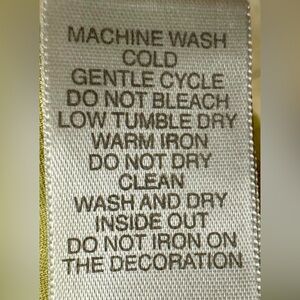 MACHINE WASH
COLD
GENTLE CYCLE
DO NOT BLEACH
LOW TUMBLE DRY
WARM IRON
DO NOT DRY
CLEAN
WASH AND DRY
INSIDE OUT
DO NOT IRON ON
THE DECORATION